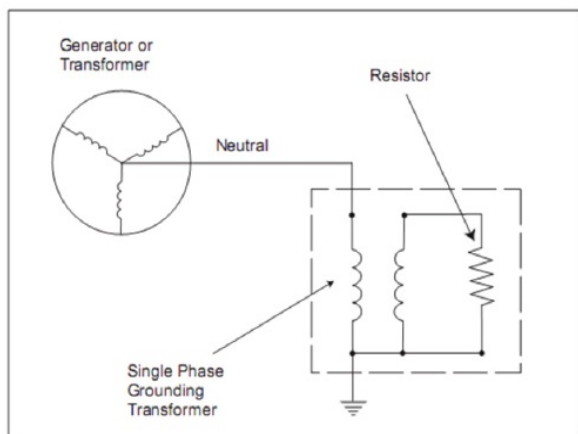 Generator or
Transformer
Resistor
Neutral
Single Phase
Grounding
Transformer